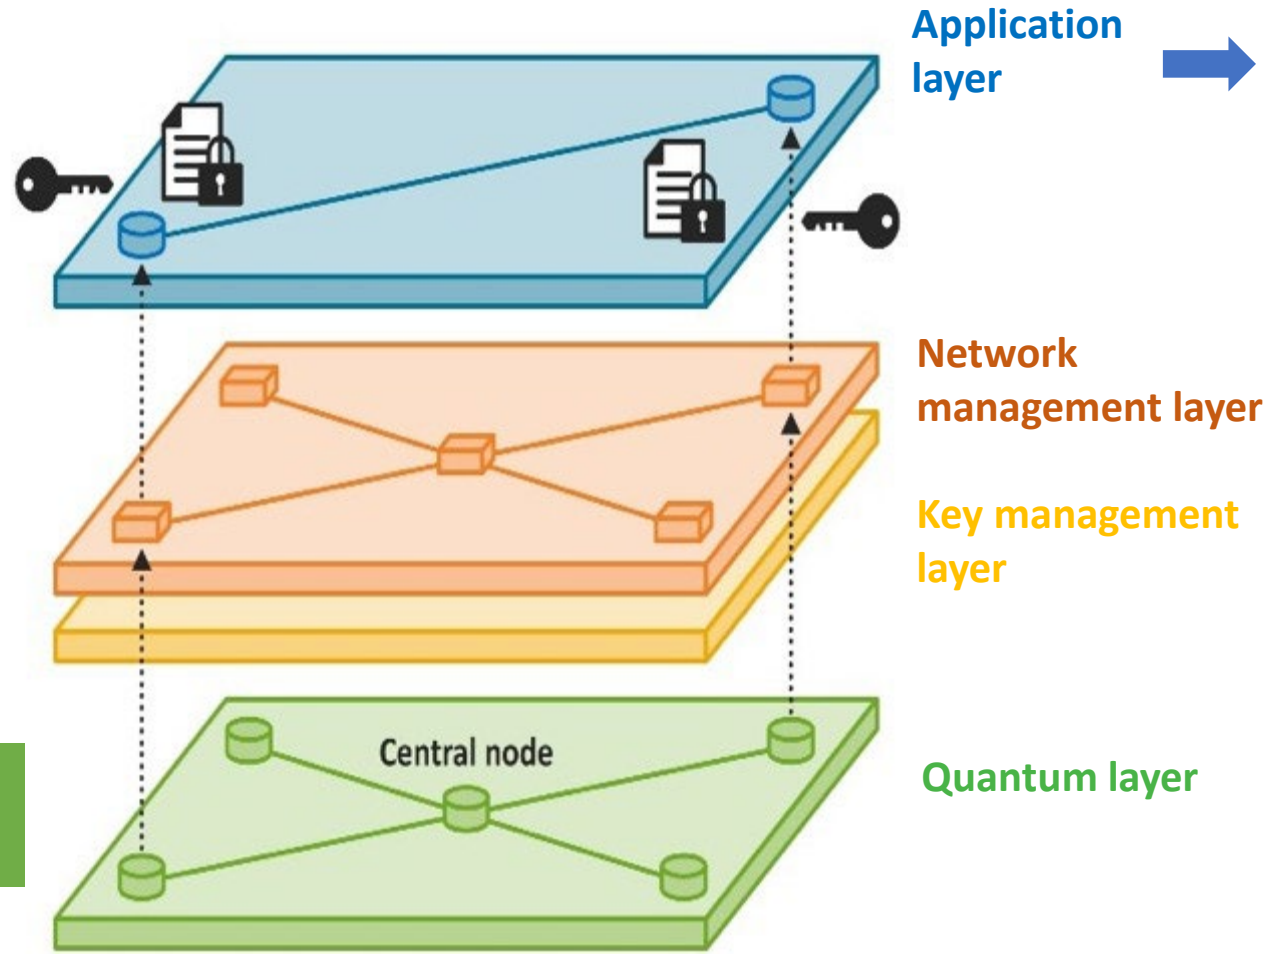 Application
layer
Network
management layer
Key management
layer
Central node
Quantum layer